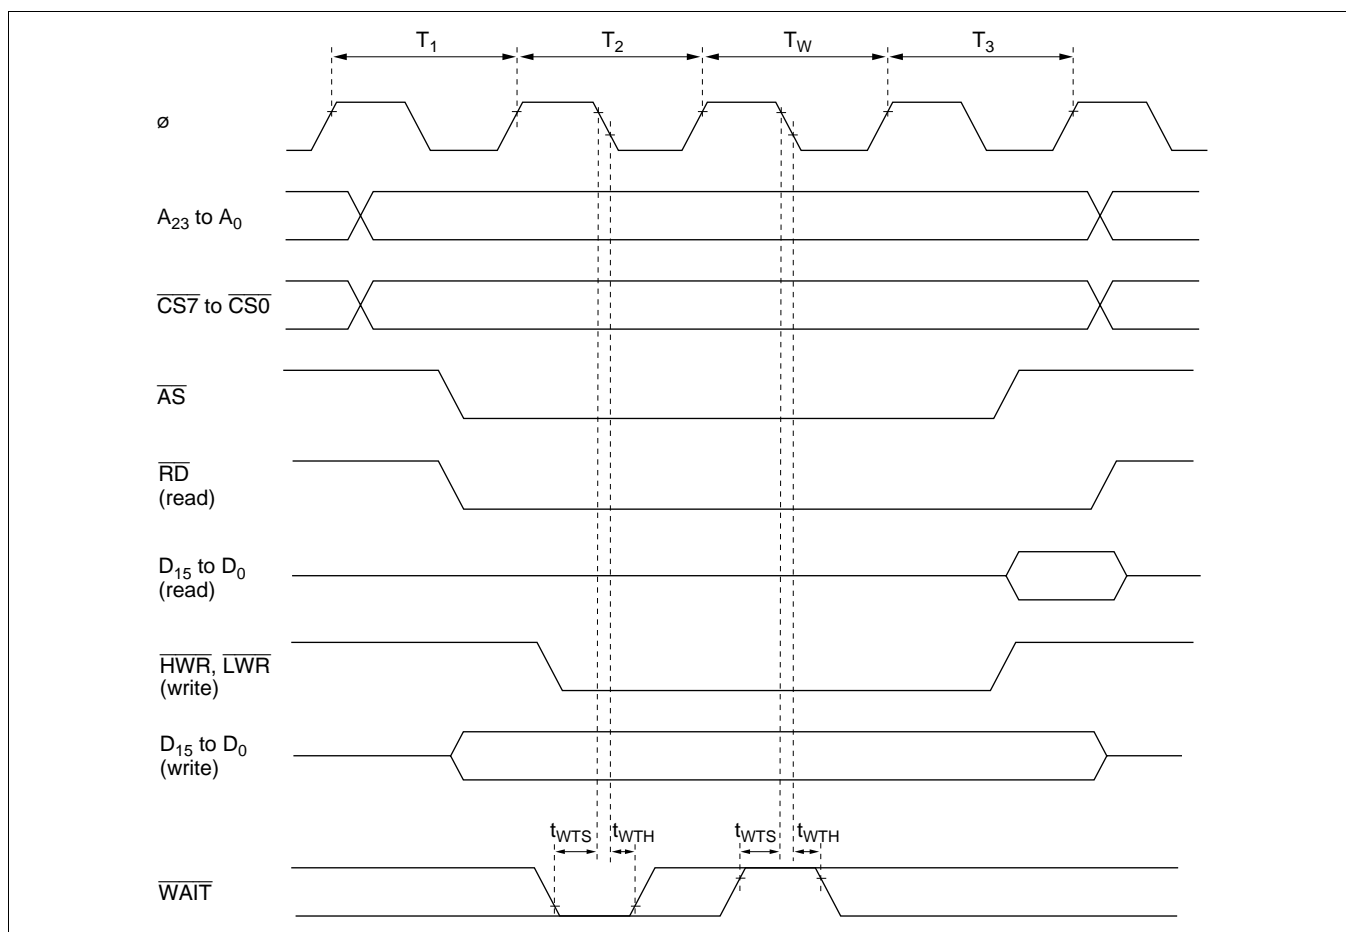 T1 T2 TW T3
ø
A23 to A0
CS7 to CS0
AS
RD
(read)
D15 to D0
(read)
HWR, LWR
(write)
D15 to D0
(write)
tWTS tWTH tWTS tWTH
WAIT